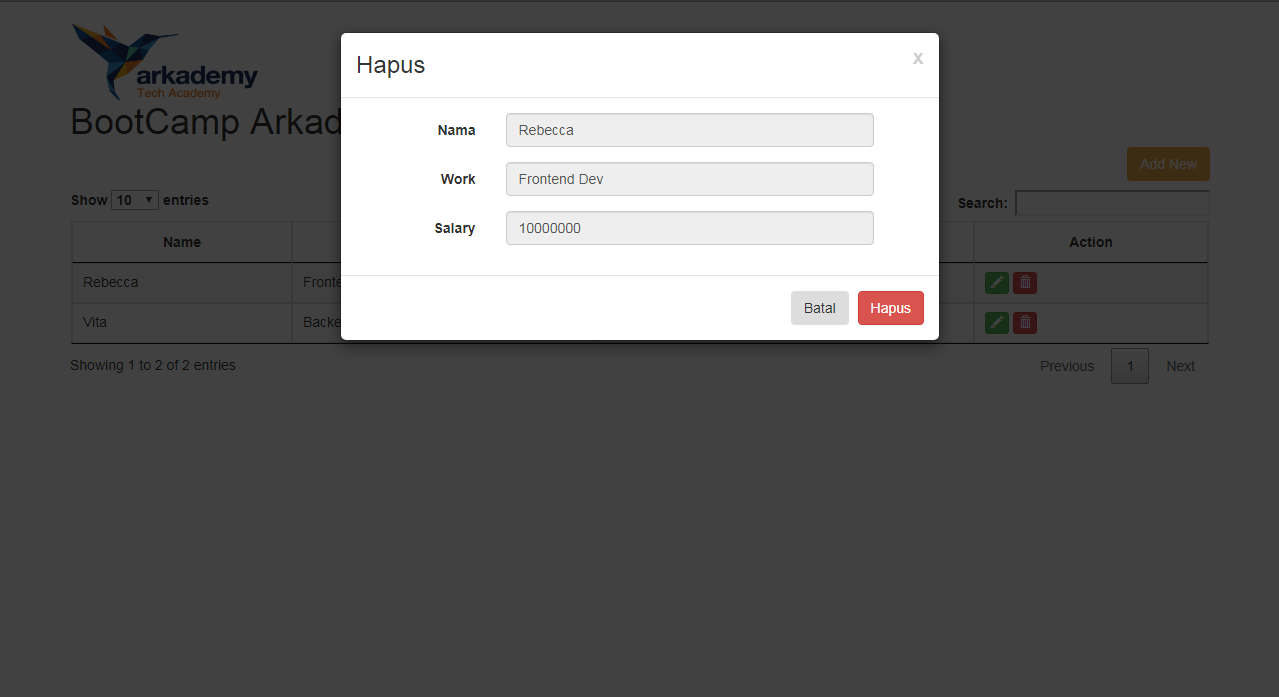 arkademy
Tech Academy
BootCamp Arkad
Hapus x
Nama Rebecca
Work Frontend Dev
Salary 10000000
Batal Hapus
Add New
Show 10 entries
Search:
Name Action
Rebecca Fronte
Vita Backe
Showing 1 to 2 of 2 entries
Previous 1 Next